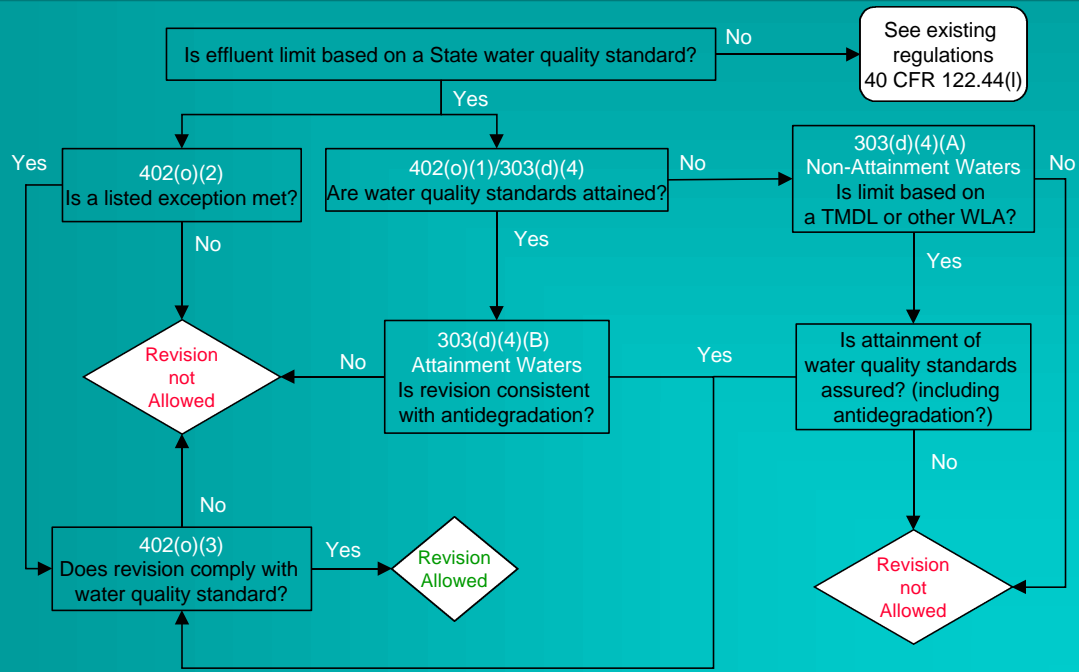 Is effluent limit based on a State water quality standard?
No
See existing
regulations
40 CFR 122.44(l)
Yes
Yes
402(o)(2)
Is a listed exception met?
402(o)(1)/303(d)(4)
Are water quality standards attained?
No
303(d)(4)(A)
Non-Attainment Waters
Is limit based on
a TMDL or other WLA?
No
No
Yes
Yes
Revision
not
Allowed
No
303(d)(4)(B)
Attainment Waters
Is revision consistent
with antidegradation?
Yes
Is attainment of
water quality standards
assured? (including
antidegradation?)
No
No
402(o)(3)
Does revision comply with
water quality standard?
Yes
Revision
Allowed
Revision
not
Allowed